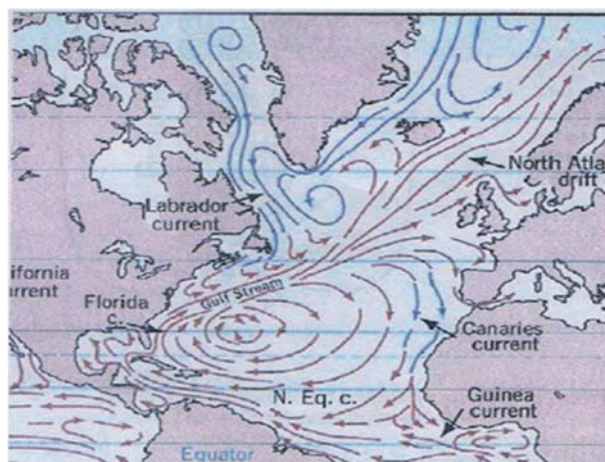 North Atla
drift
Labrador
current
ifornia
urrent
Florida
c.
Gulf Stream
Canaries
current
N. Eq. c.
Guinea
current
Equator